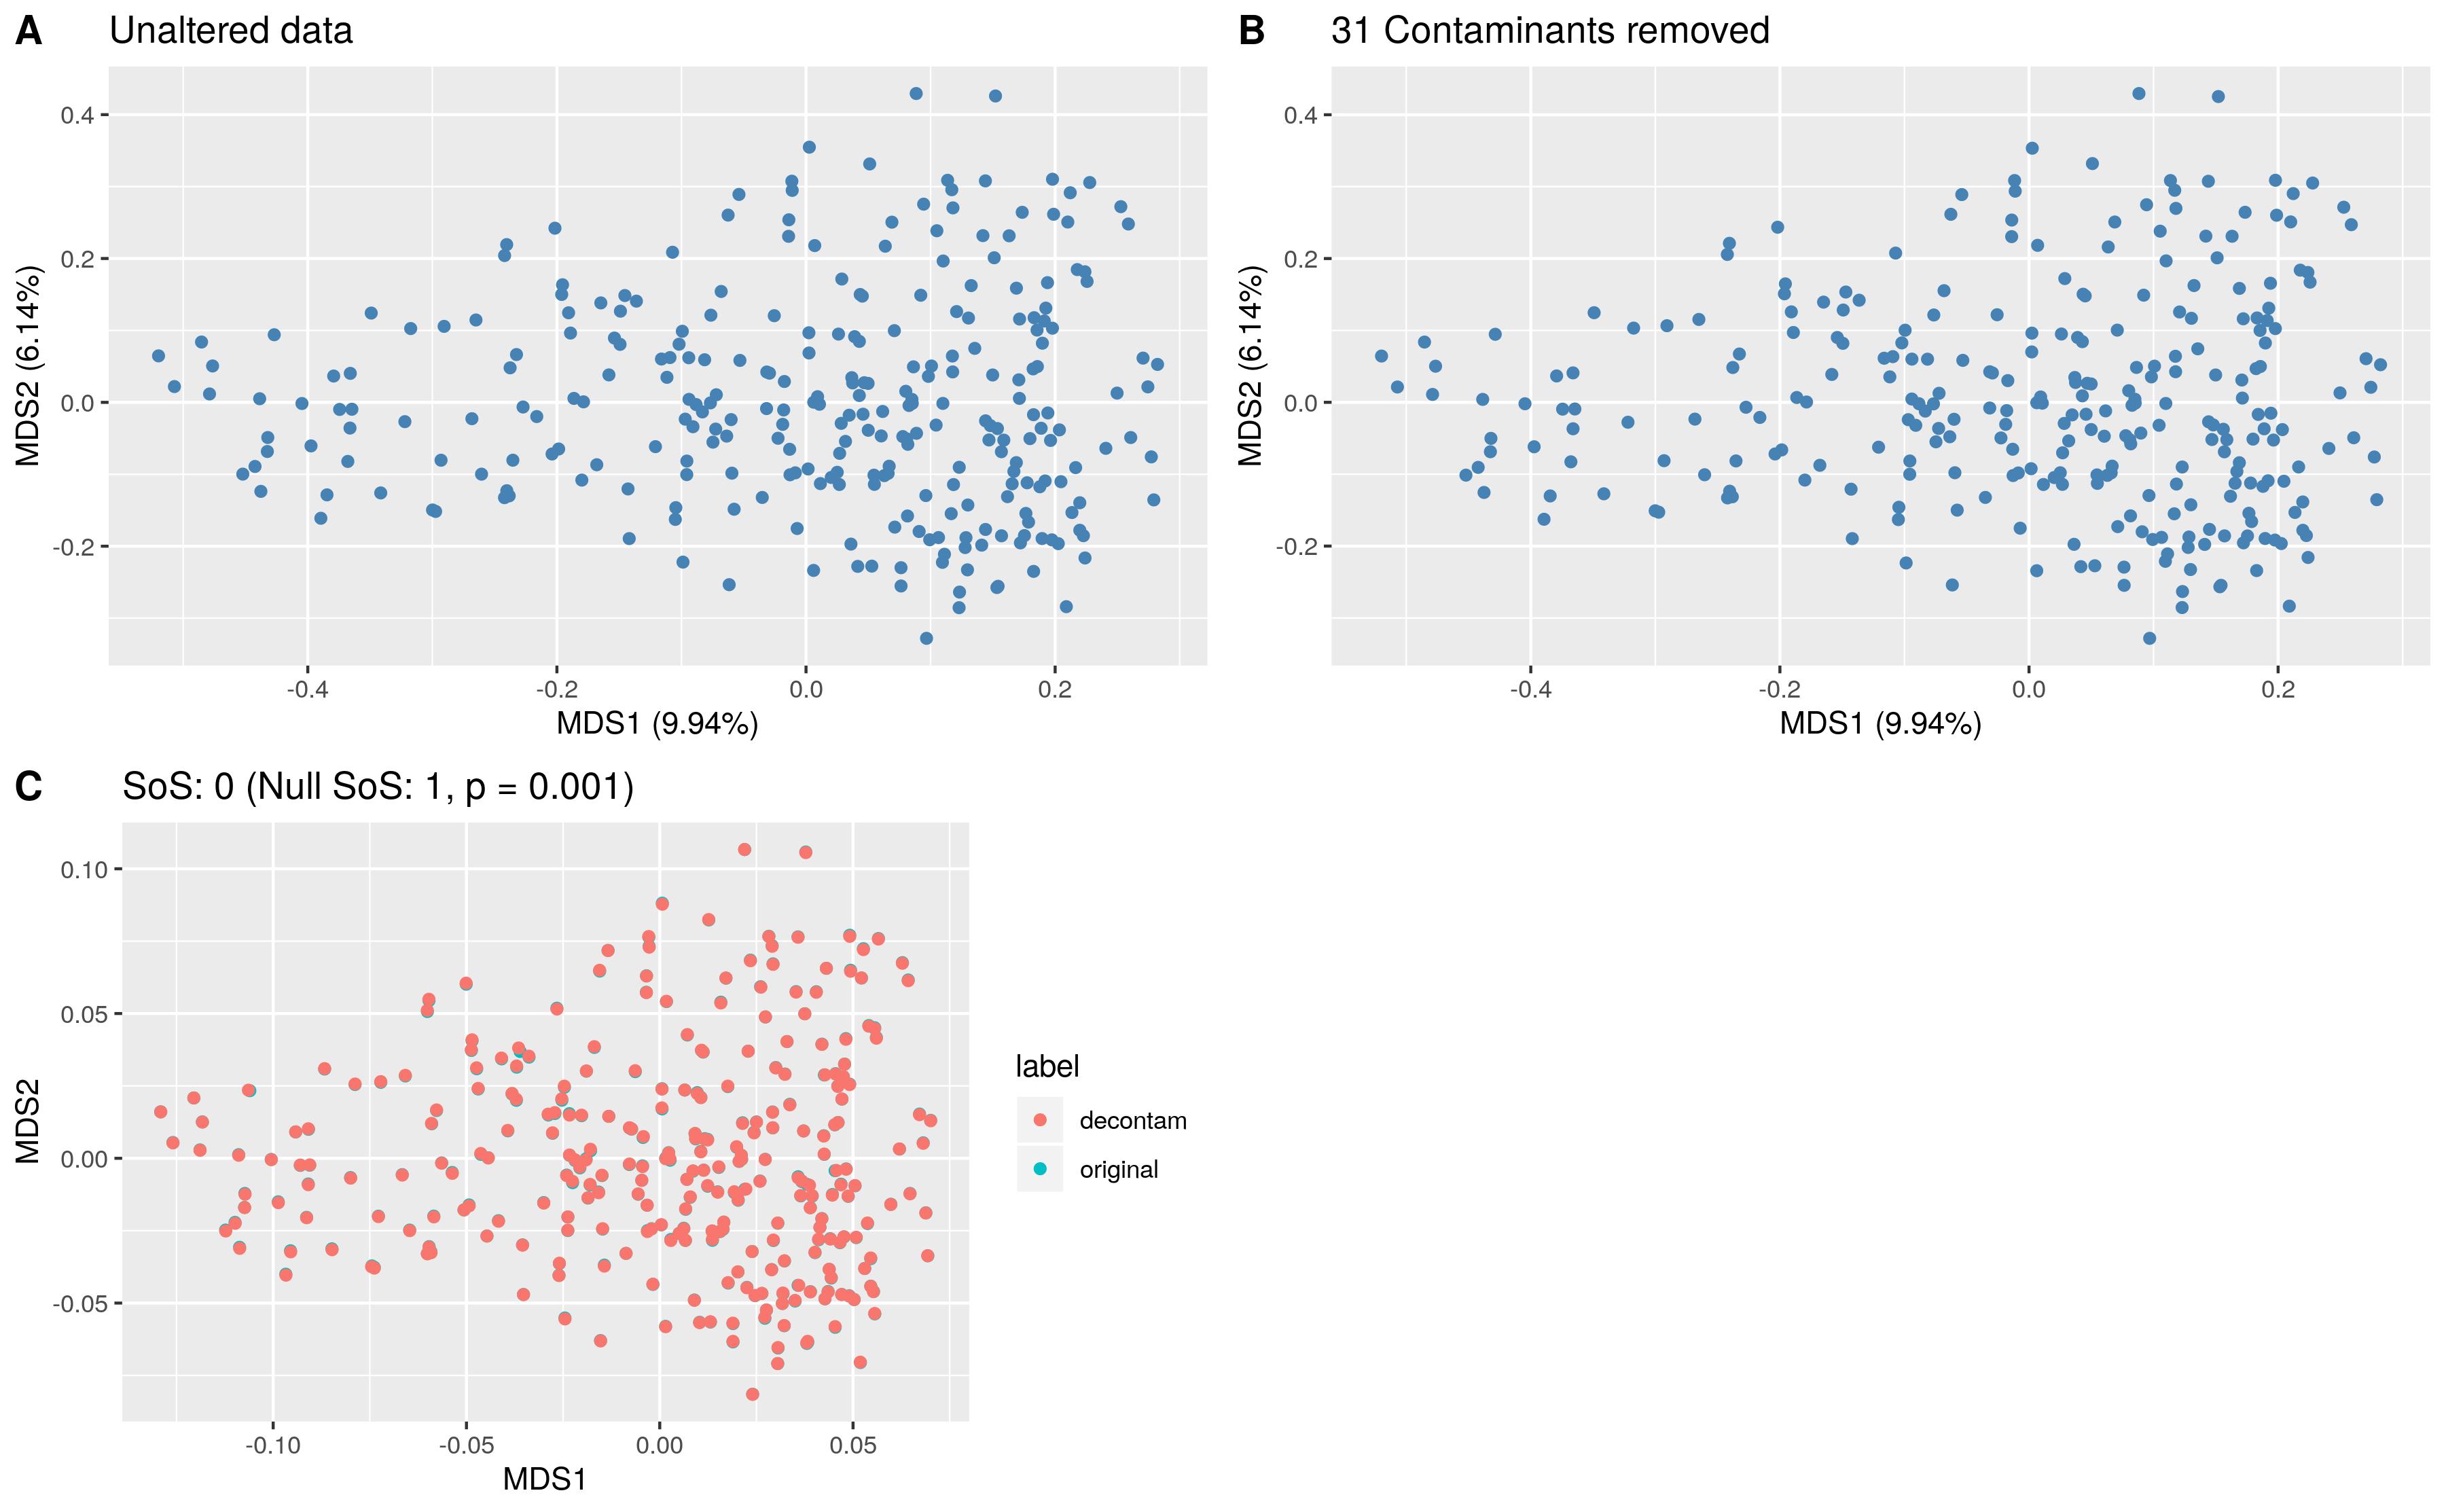 A Unaltered data
0.4
0.2
0.0
-0.2
MDS2 (6.14%)
-0.4 -0.2 0.0 0.2
MDS1 (9.94%)
B 31 Contaminants removed
0.4
0.2
0.0
-0.2
MDS2 (6.14%)
-0.4 -0.2 0.0 0.2
MDS1 (9.94%)
C SoS: 0 (Null SoS: 1, p = 0.001)
0.10
0.05
0.00
-0.05
MDS2
-0.10 -0.05 0.00 0.05
MDS1
label
decontam
original